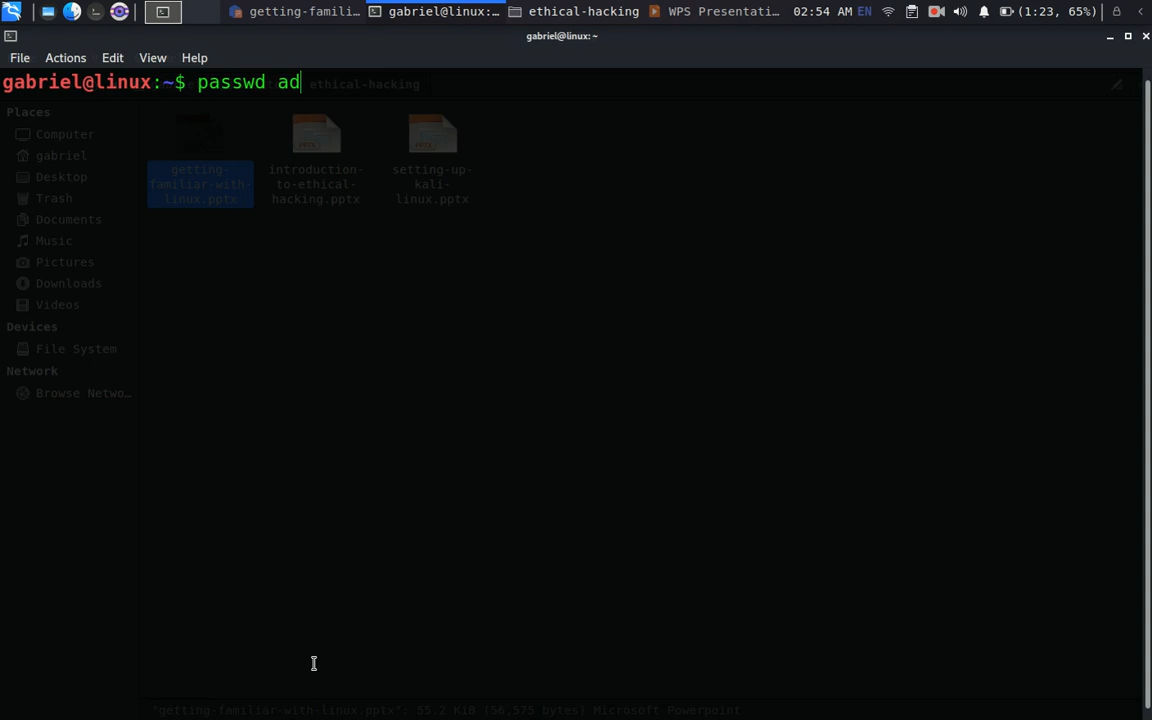 getting-famili...
gabriel@linux:...
ethical-hacking
WPS Presentati...
02:54 AM
EN
(1:23, 65%)
gabriel@linux: ~
File
Actions
Edit
View
Help
gabriel@linux:~$ passwd ad
ethical-hacking
Places
Computer
gabriel
Desktop
Trash
Documents
Music
Pictures
Downloads
Videos
Devices
File System
Network
Browse Netwo...
getting-
familiar-with-
linux.pptx
introduction-
to-ethical-
hacking.pptx
setting-up-
kali-
linux.pptx
"getting-familiar-with-linux.pptx": 55.2 KiB (56,575 bytes) Microsoft Powerpoint